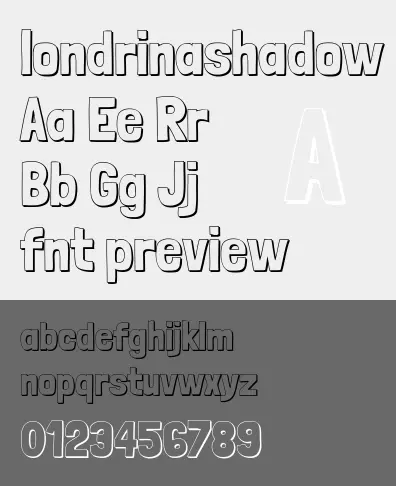 londrinashadow
Aa Ee Rr
A
Bb Gg Jj
fnt preview
abcdefghijklm
nopqrstuvwxyz
0123456789